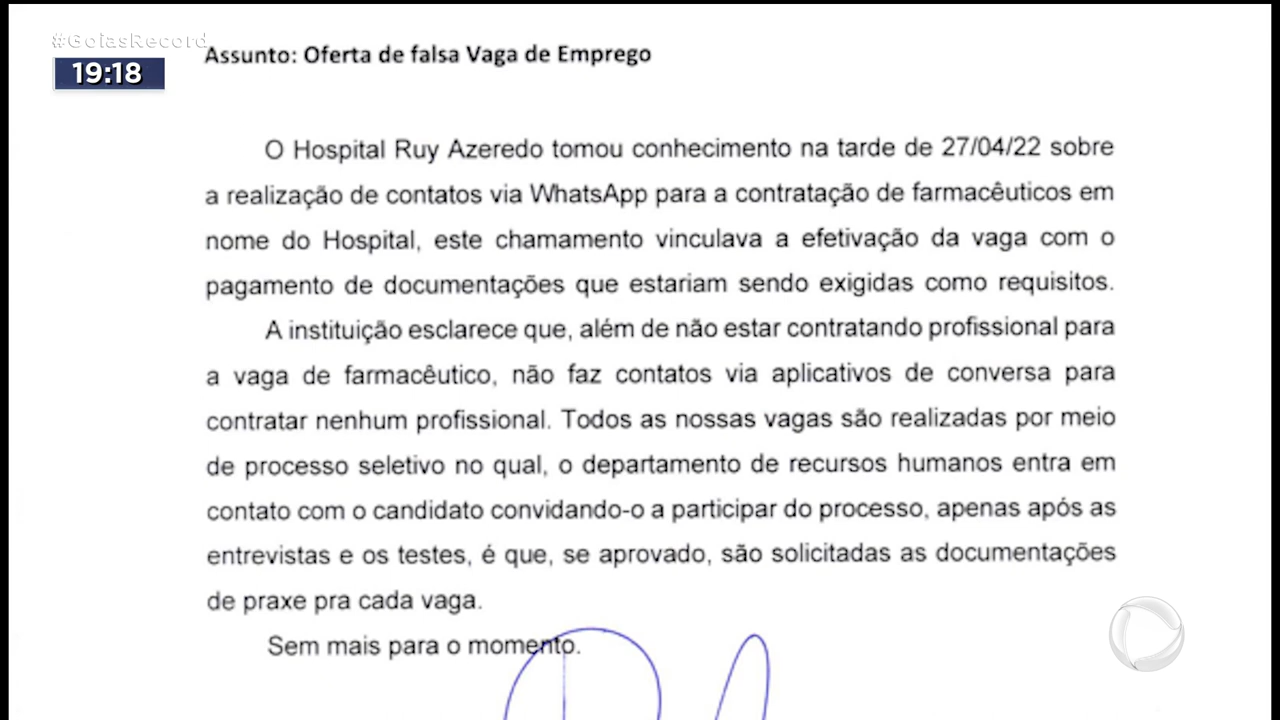 #GoiasRecord
19:18
Assunto: Oferta de falsa Vaga de Emprego
O Hospital Ruy Azeredo tomou conhecimento na tarde de 27/04/22 sobre
a realização de contatos via WhatsApp para a contratação de farmacêuticos em
nome do Hospital, este chamamento vinculava a efetivação da vaga com o
pagamento de documentações que estariam sendo exigidas como requisitos.
A instituição esclarece que, além de não estar contratando profissional para
a vaga de farmacêutico, não faz contatos via aplicativos de conversa para
contratar nenhum profissional. Todos as nossas vagas são realizadas por meio
de processo seletivo no qual, o departamento de recursos humanos entra em
contato com o candidato convidando-o a participar do processo, apenas após as
entrevistas e os testes, é que, se aprovado, são solicitadas as documentações
de praxe pra cada vaga.
Sem mais para o momento.